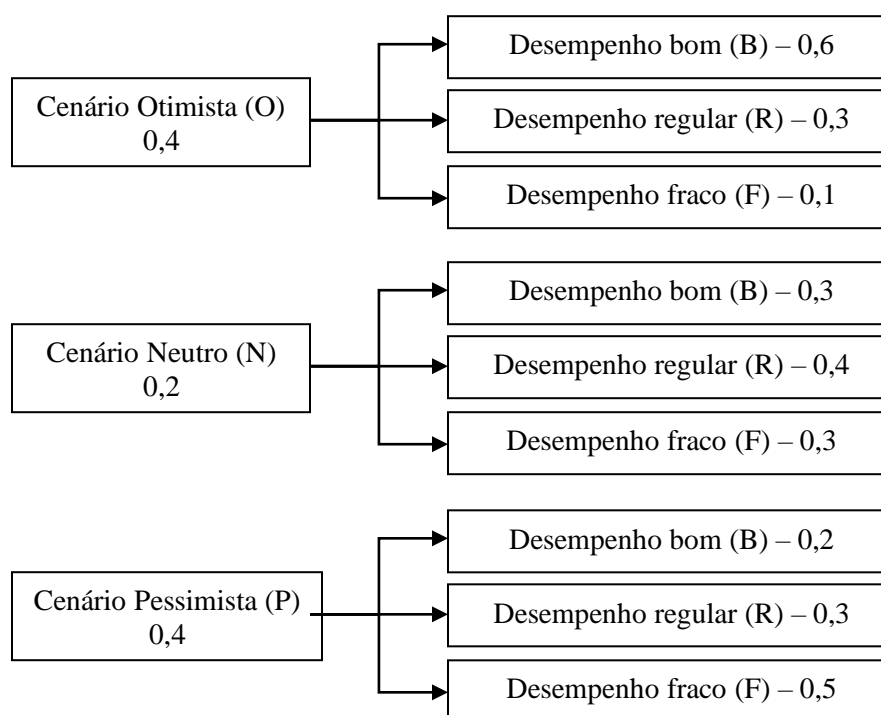 Cenário Otimista (O)
0,4
Desempenho bom (B) – 0,6
Desempenho regular (R) – 0,3
Desempenho fraco (F) – 0,1
Cenário Neutro (N)
0,2
Desempenho bom (B) – 0,3
Desempenho regular (R) – 0,4
Desempenho fraco (F) – 0,3
Cenário Pessimista (P)
0,4
Desempenho bom (B) – 0,2
Desempenho regular (R) – 0,3
Desempenho fraco (F) – 0,5